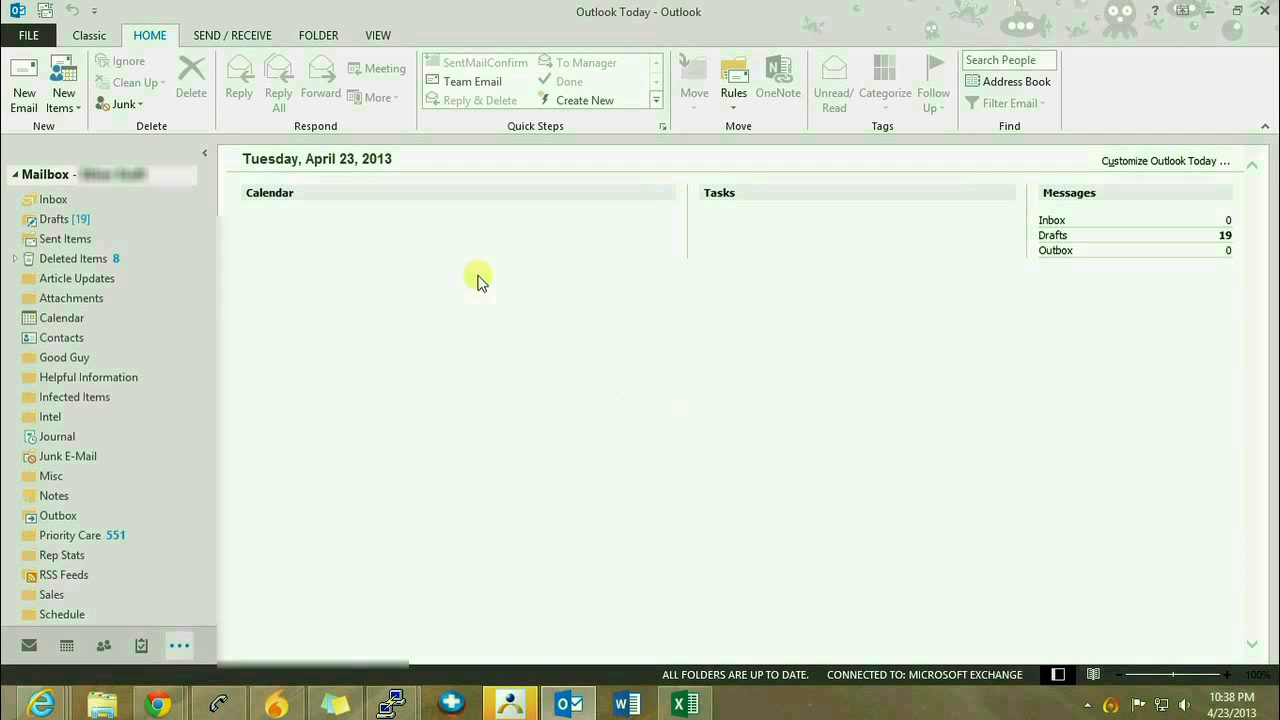 Outlook Today - Outlook
?
FILE
Classic
HOME
SEND / RECEIVE
FOLDER
VIEW
New Email
New Items
New
Ignore
Clean Up
Junk
Delete
Delete
Reply
Reply All
Forward
Meeting
More
Respond
SentMailConfirm
Team Email
Reply & Delete
To Manager
Done
Create New
Quick Steps
Move
Rules
OneNote
Move
Unread/ Read
Categorize
Follow Up
Tags
Search People
Address Book
Filter Email
Find
Mailbox -
Inbox
Drafts [19]
Sent Items
Deleted Items 8
Article Updates
Attachments
Calendar
Contacts
Good Guy
Helpful Information
Infected Items
Intel
Journal
Junk E-Mail
Misc
Notes
Outbox
Priority Care 551
Rep Stats
RSS Feeds
Sales
Schedule
Tuesday, April 23, 2013
Customize Outlook Today ...
Calendar
Tasks
Messages
Inbox 0
Drafts 19
Outbox 0
ALL FOLDERS ARE UP TO DATE.
CONNECTED TO: MICROSOFT EXCHANGE
100%
10:38 PM
4/23/2013